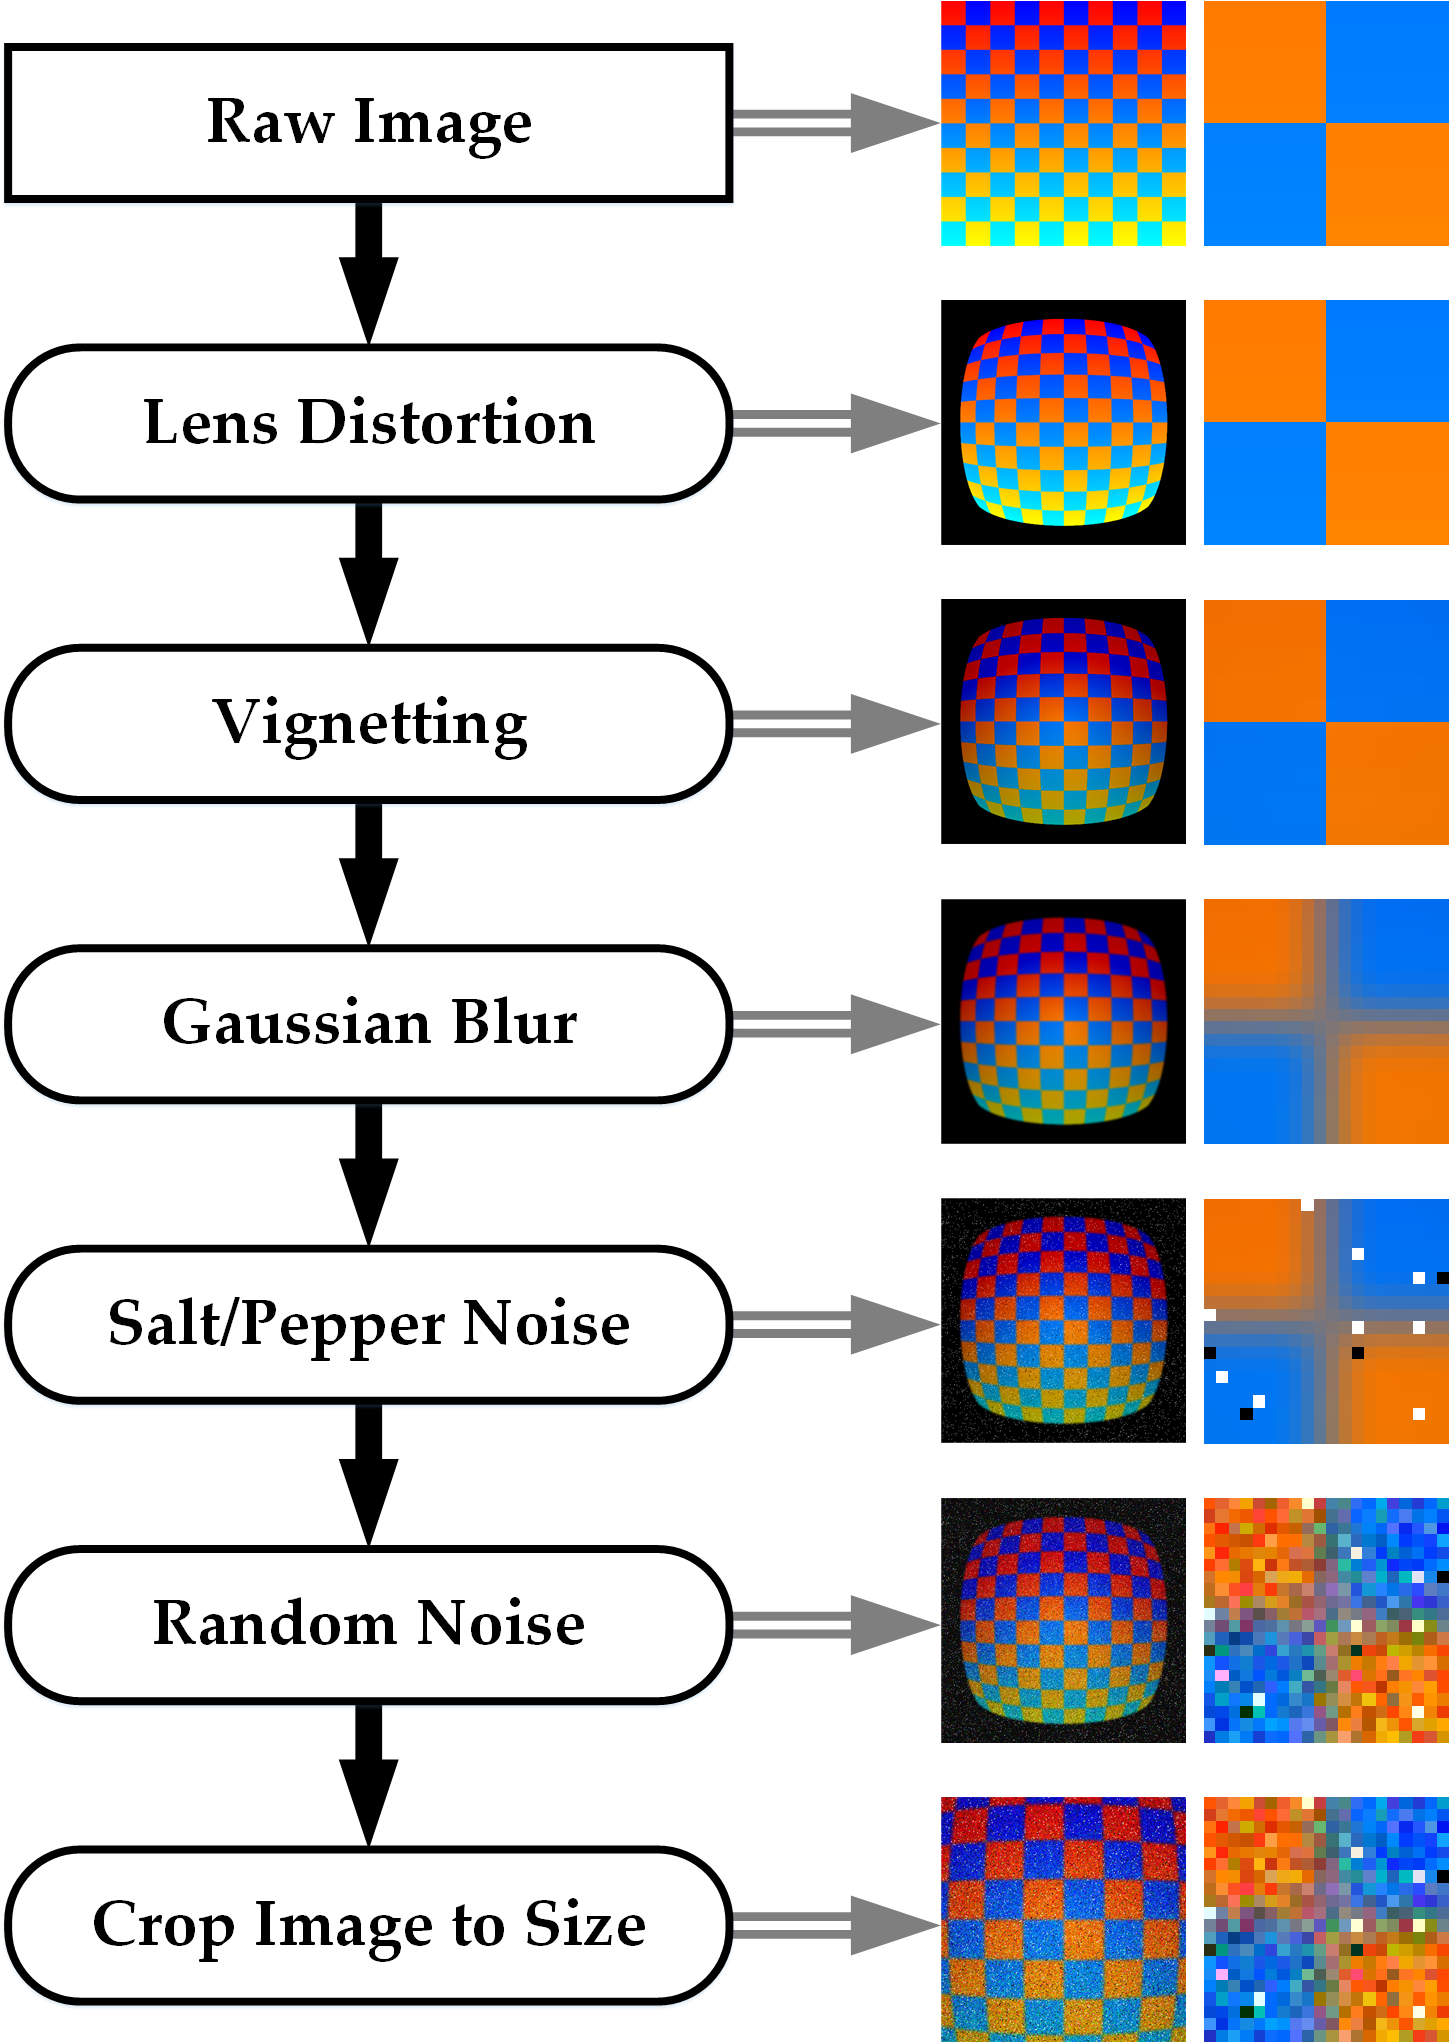 Raw Image
Lens Distortion
Vignetting
Gaussian Blur
Salt/Pepper Noise
Random Noise
Crop Image to Size